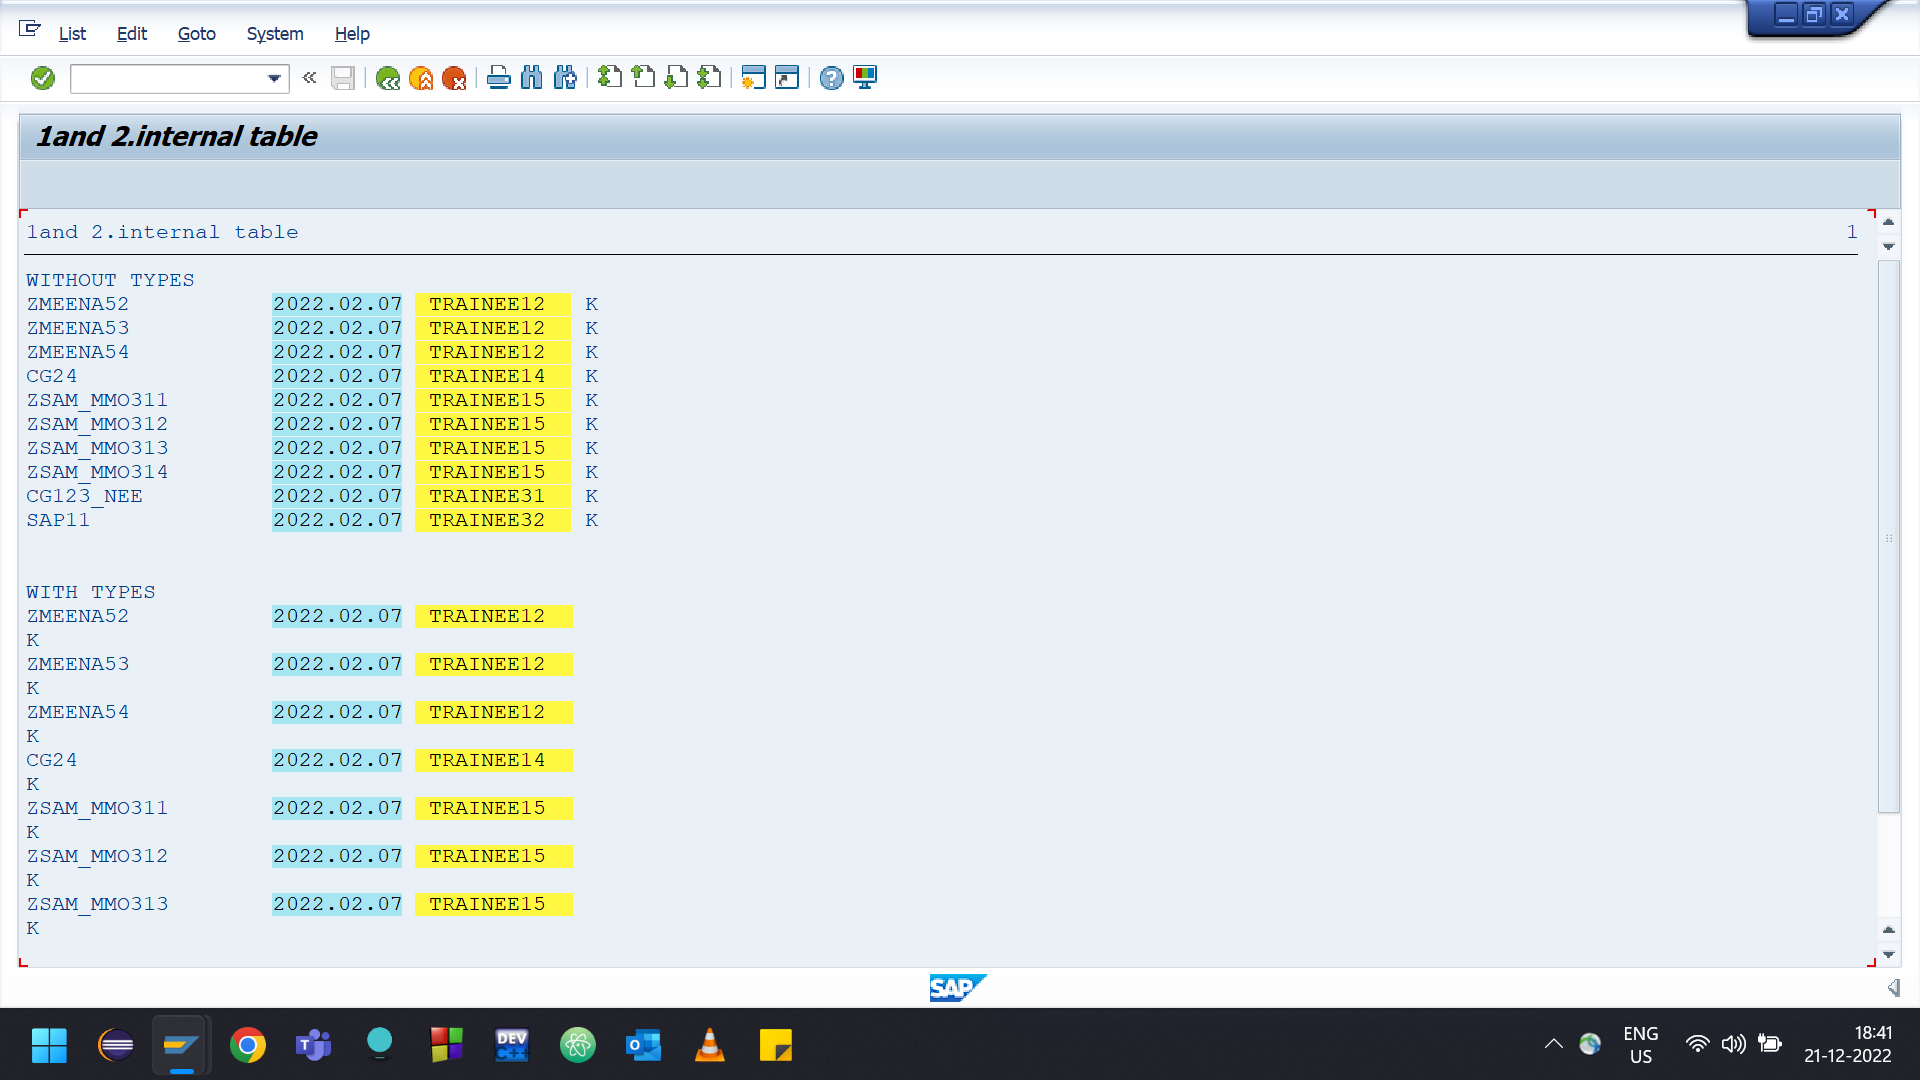 List Edit Goto System Help
1and 2.internal table
1and 2.internal table 1
WITHOUT TYPES
ZMEENA52 2022.02.07 TRAINEE12 K
ZMEENA53 2022.02.07 TRAINEE12 K
ZMEENA54 2022.02.07 TRAINEE12 K
CG24 2022.02.07 TRAINEE14 K
ZSAM_MMO311 2022.02.07 TRAINEE15 K
ZSAM_MMO312 2022.02.07 TRAINEE15 K
ZSAM_MMO313 2022.02.07 TRAINEE15 K
ZSAM_MMO314 2022.02.07 TRAINEE15 K
CG123_NEE 2022.02.07 TRAINEE31 K
SAP11 2022.02.07 TRAINEE32 K
WITH TYPES
ZMEENA52 2022.02.07 TRAINEE12
K
ZMEENA53 2022.02.07 TRAINEE12
K
ZMEENA54 2022.02.07 TRAINEE12
K
CG24 2022.02.07 TRAINEE14
K
ZSAM_MMO311 2022.02.07 TRAINEE15
K
ZSAM_MMO312 2022.02.07 TRAINEE15
K
ZSAM_MMO313 2022.02.07 TRAINEE15
K
SAP
DEV C++
ENG 18:41
US 21-12-2022